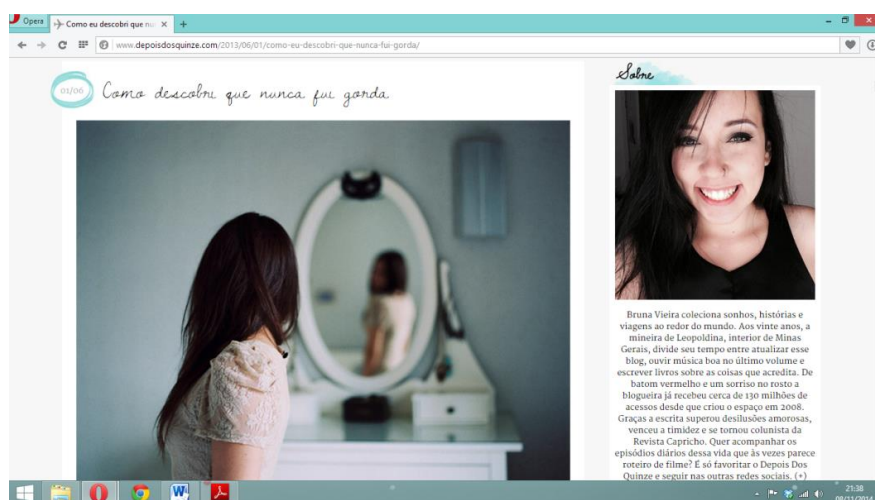 Opera
Como eu descobri que nu
www.depoisdosquinze.com/2013/06/01/como-eu-descobri-que-nunca-fui-gorda/
01/06
Como descobri que nunca fui gorda
Sobre
Bruna Vieira coleciona sonhos, histórias e
viagens ao redor do mundo. Aos vinte anos, a
mineira de Leopoldina, interior de Minas
Gerais, divide seu tempo entre atualizar esse
blog, ouvir música boa no último volume e
escrever livros sobre as coisas que acredita. De
batom vermelho e um sorriso no rosto a
blogueira já recebeu cerca de 130 milhões de
acessos desde que criou o espaço em 2008.
Graças a escrita superou desilusões amorosas,
venceu a timidez e se tornou colunista da
Revista Capricho. Quer acompanhar os
episódios diários dessa vida que às vezes parece
roteiro de filme? É só favoritar o Depois Dos
Quinze e seguir nas outras redes sociais. (+)
21:38
09/11/2014